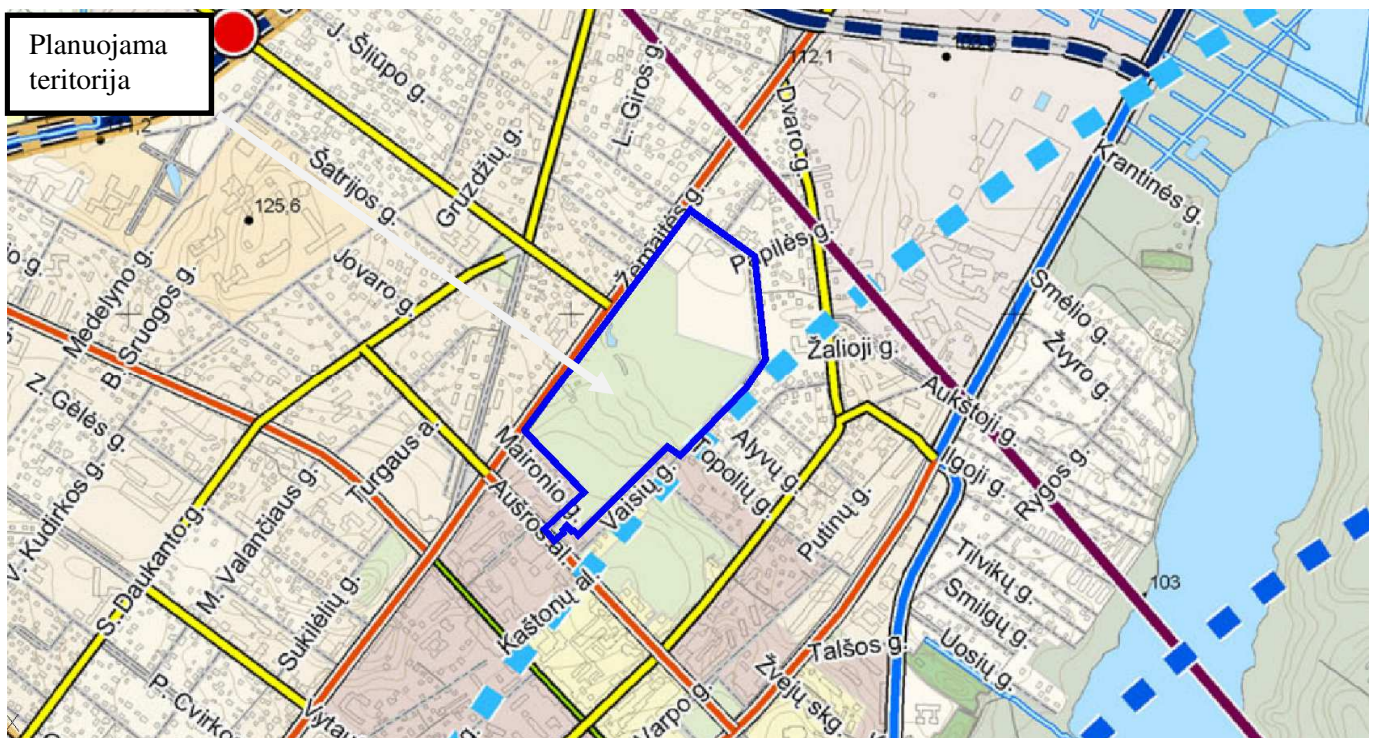 Planuojama
teritorija
J. Šliūpo g.
L. Giros g.
112,1
Dvaro g.
Krantinės g.
Šatrijos g.
Gruzdžių g.
125,6
Žemaitės g.
Papilės g.
Medelyno g.
B. Sruogos g.
Jovaro g.
Smėlio g.
Žvyro g.
Žalioji g.
Z. Gėlės g.
Aukštoji g.
Maironio g.
Turgaus a.
Alyvų g.
Topolių g.
Ilgoji g.
Rygos g.
V. Kudirkos g.
S. Daukanto g.
M. Valančiaus g.
Aušros al.
Vaisių g.
Putinų g.
Sukilėlių g.
Kaštonų al.
Tilvikų g.
Smilgų g.
103
Talšos g.
Uosių g.
P. Cvirko
Vytau
Varpo g.
Žvejų skg.